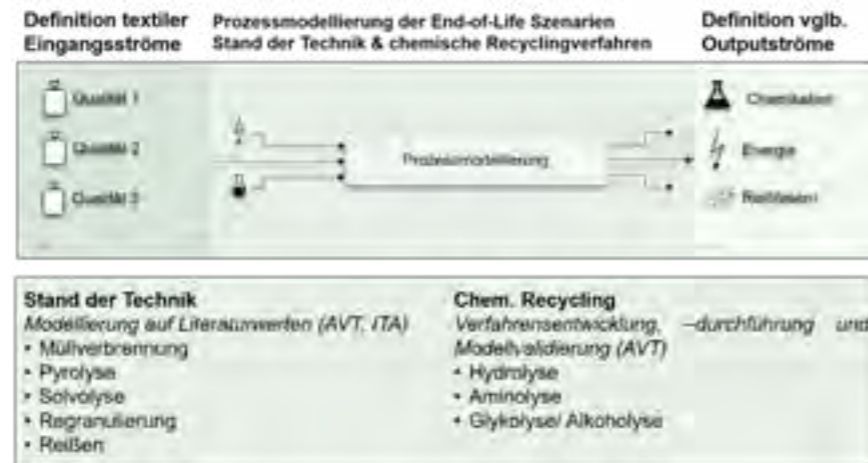 Definition textiler
Eingangsströme
Prozessmodellierung der End-of-Life Szenarien
Stand der Technik & chemische Recyclingverfahren
Definition vglb.
Outputströme
Qualität 1
Qualität 2
Qualität 3
Prozessmodellierung
Chemikalien
Energie
Stand der Technik
Modellierung auf Literaturwerten (AVT, ITA)
• Müllverbrennung
• Pyrolyse
• Solvolyse
• Regranulierung
• Reißen
Chem. Recycling
Verfahrensentwicklung, –durchführung und
Modellvalidierung (AVT)
• Hydrolyse
• Aminolyse
• Glykolyse/ Alkoholyse